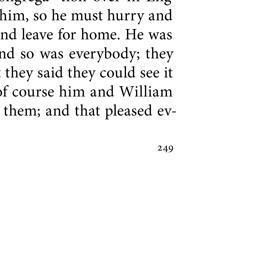 him, so he must hurry and
nd leave for home. He was
nd so was everybody; they
they said they could see it
of course him and William
them; and that pleased ev-
249